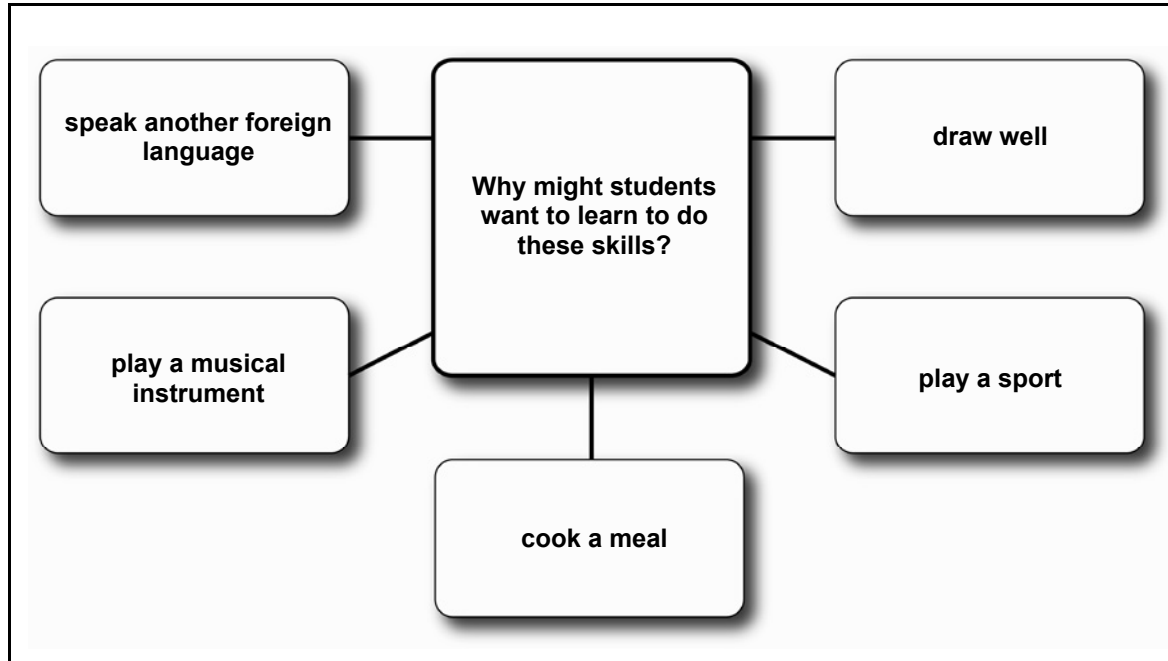 speak another foreign
language
Why might students
want to learn to do
these skills?
draw well
play a musical
instrument
play a sport
cook a meal